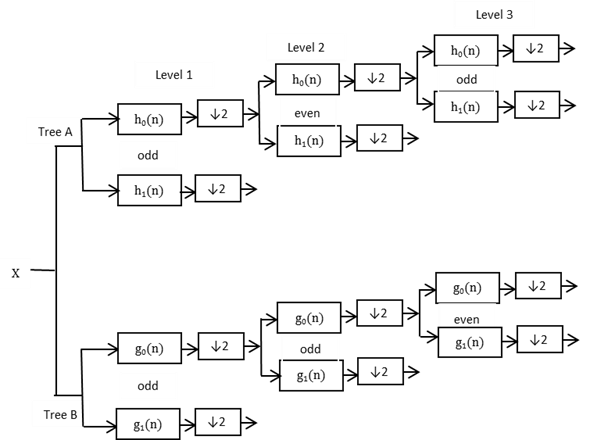 Level 3
h₀(n) ↓2
Level 2
odd
h₀(n) ↓2
Level 1
h₁(n) ↓2
even
h₀(n) ↓2
Tree A
h₁(n) ↓2
odd
h₁(n) ↓2
X
g₀(n) ↓2
g₀(n) ↓2
even
g₀(n) ↓2
odd
g₁(n) ↓2
g₁(n) ↓2
odd
Tree B
g₁(n) ↓2